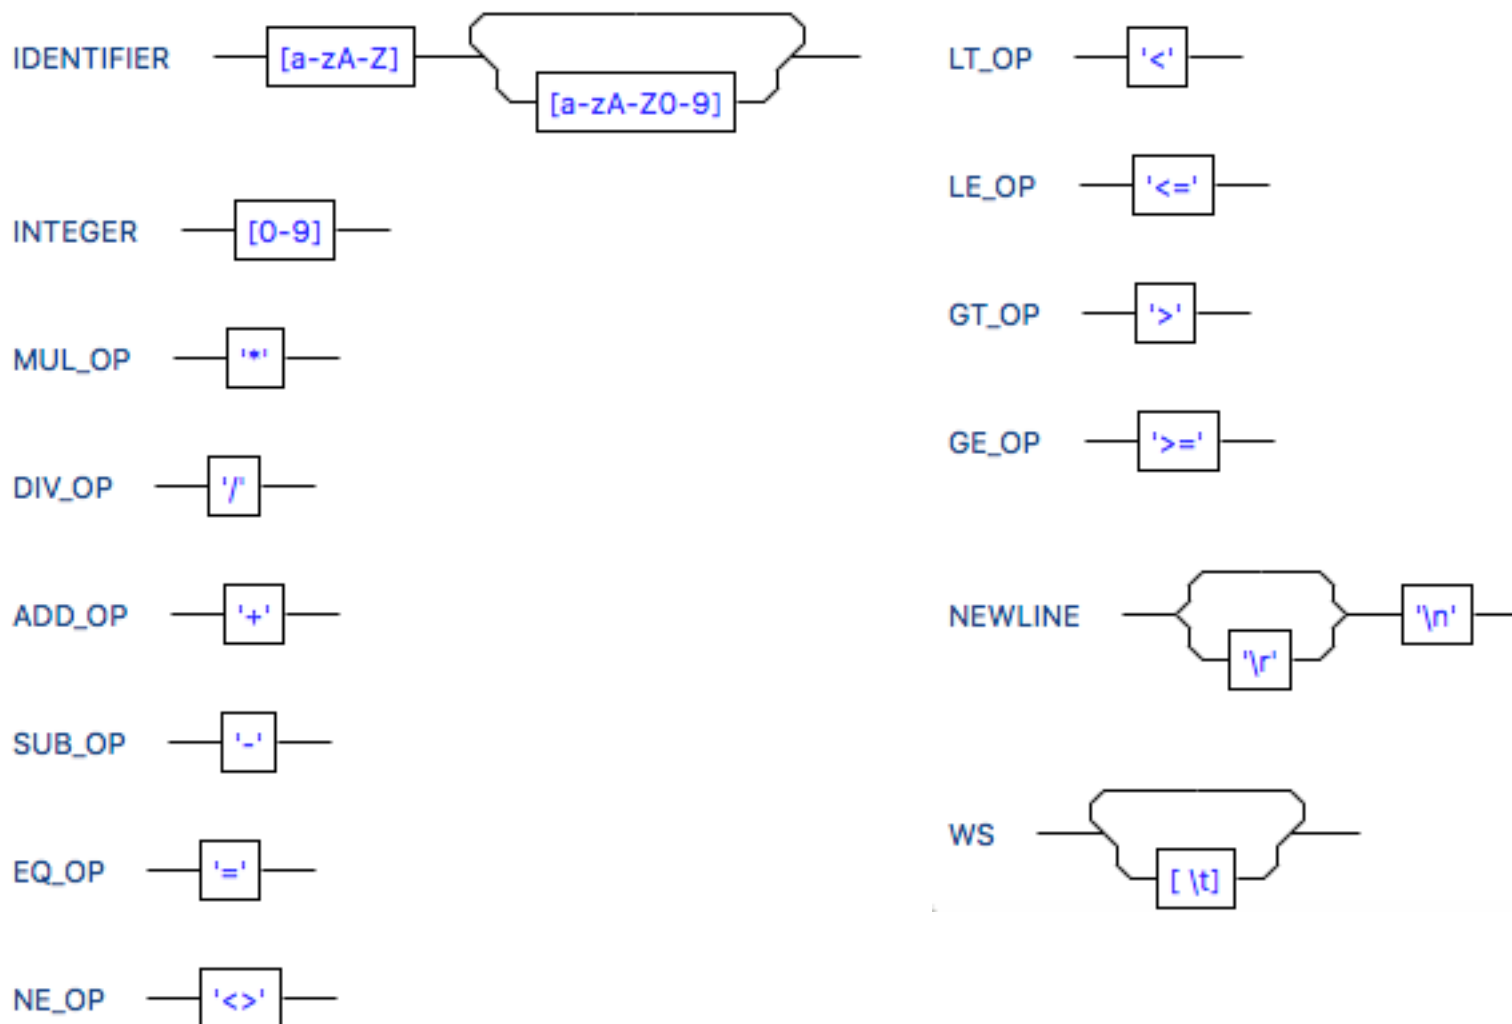 IDENTIFIER [a-zA-Z] [a-zA-Z0-9]
INTEGER [0-9]
MUL_OP '*'
DIV_OP '/'
ADD_OP '+'
SUB_OP '-'
EQ_OP '='
NE_OP '<>'
LT_OP '<'
LE_OP '<='
GT_OP '>'
GE_OP '>='
NEWLINE '\r' '\n'
WS [ \t]